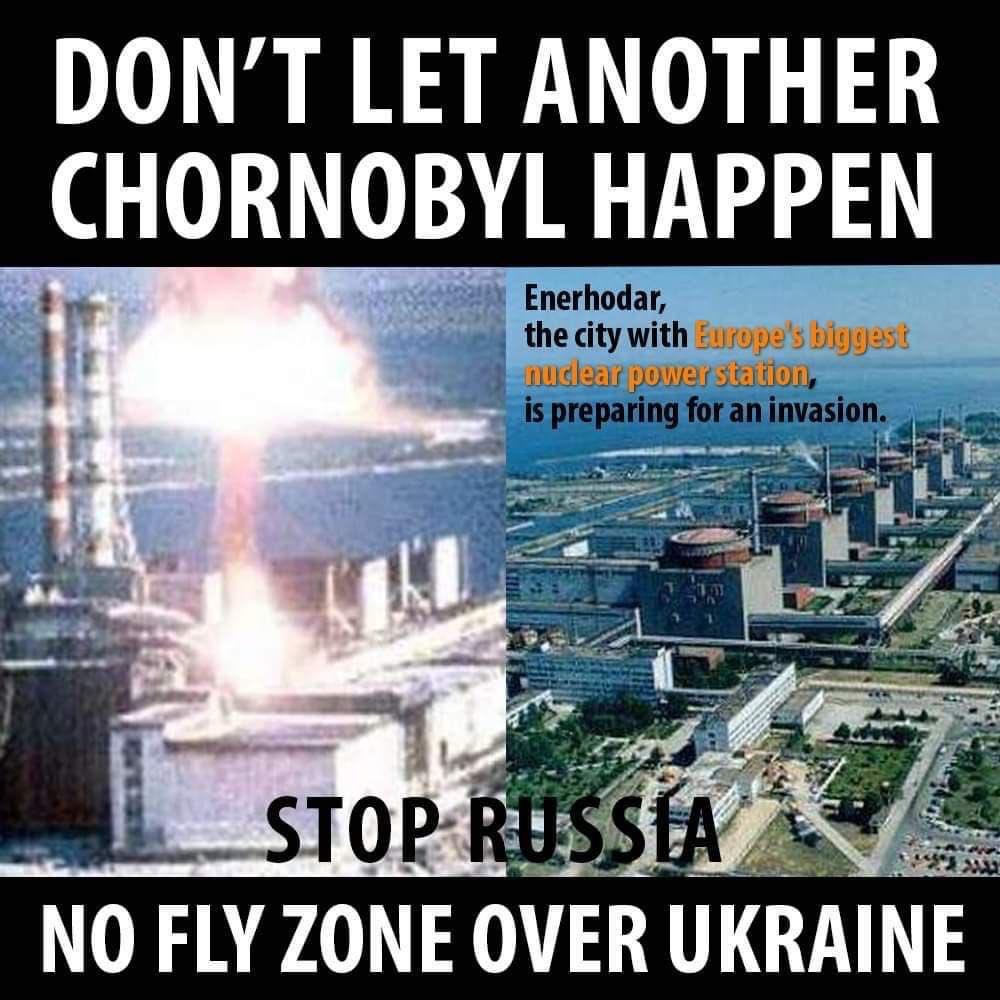 DON'T LET ANOTHER
CHORNOBYL HAPPEN
Enerhodar,
the city with Europe's biggest
nuclear power station,
is preparing for an invasion.
STOP RUSSIA
NO FLY ZONE OVER UKRAINE